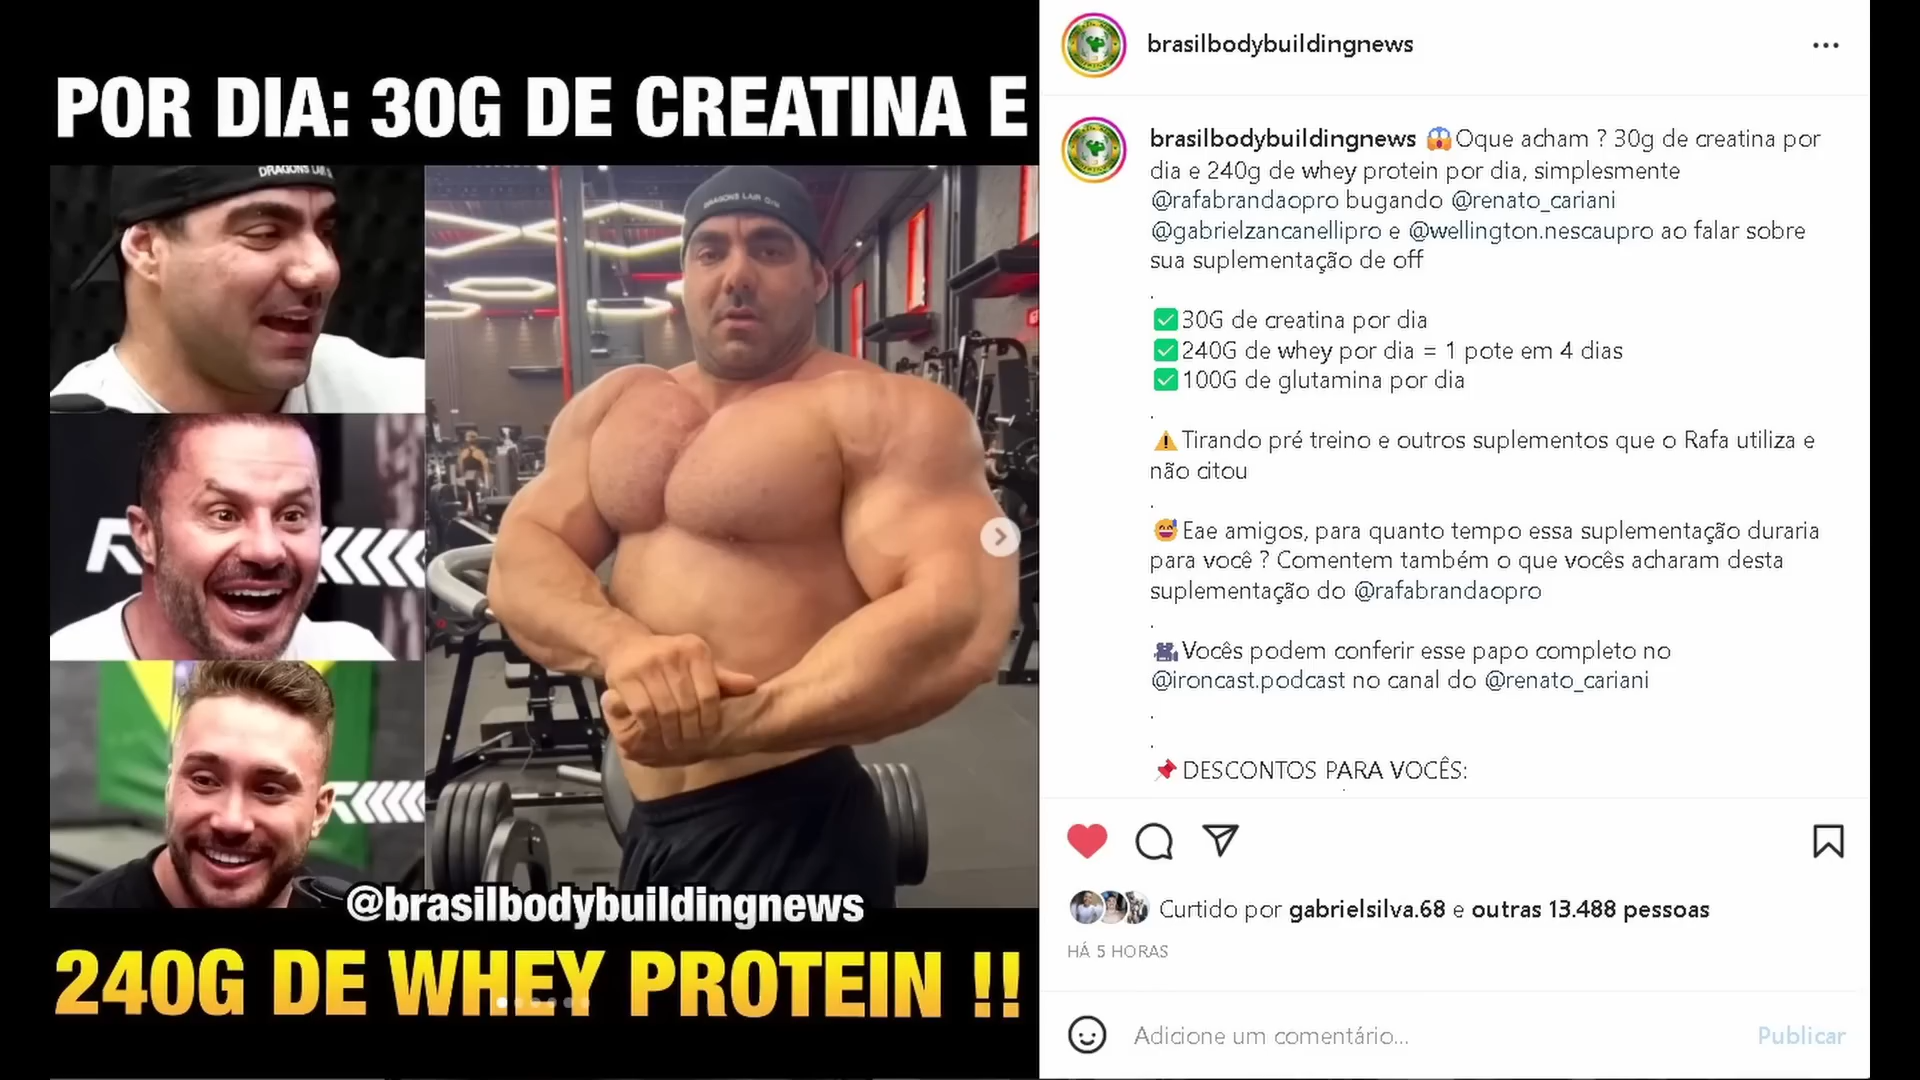 POR DIA: 30G DE CREATINA E
DRAGONS LAIR GYM
@brasilbodybuildingnews
240G DE WHEY PROTEIN !!
brasilbodybuildingnews
brasilbodybuildingnews 😱Oque acham ? 30g de creatina por
dia e 240g de whey protein por dia, simplesmente
@rafabrandaopro bugando @renato_cariani
@gabrielzancanellipro e @wellington.nescaupro ao falar sobre
sua suplementação de off
.
✅30G de creatina por dia
✅240G de whey por dia = 1 pote em 4 dias
✅100G de glutamina por dia
.
⚠️Tirando pré treino e outros suplementos que o Rafa utiliza e
não citou
.
😅Eae amigos, para quanto tempo essa suplementação duraria
para você ? Comentem também o que vocês acharam desta
suplementação do @rafabrandaopro
.
🎥Vocês podem conferir esse papo completo no
@ironcast.podcast no canal do @renato_cariani
.
.
📌DESCONTOS PARA VOCÊS:
Curtido por gabrielsilva.68 e outras 13.488 pessoas
HÁ 5 HORAS
Adicione um comentário...
Publicar